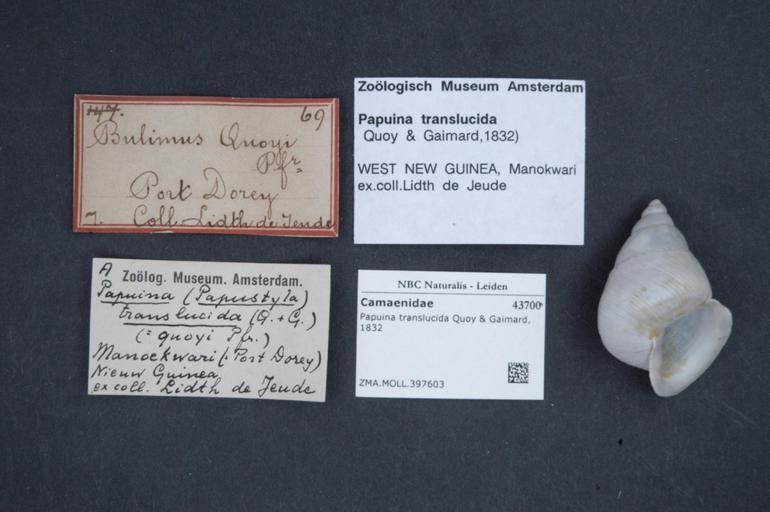 147. 69
Bulimus Quoyi
Pfr.
Port Dorey
7. Coll. Lidth de Jeude
Zoölogisch Museum Amsterdam
Papuina translucida
Quoy & Gaimard,1832)
WEST NEW GUINEA, Manokwari
ex.coll.Lidth de Jeude
A
Zoölog. Museum. Amsterdam.
Papuina (Papustyla)
translucida (Q.+G.)
(= quoyi Pfr.)
Manoekwari (: Port Dorey)
Nieuw Guinea
ex coll. Lidth de Jeude
NBC Naturalis - Leiden
Camaenidae 43700
Papuina translucida Quoy & Gaimard,
1832
ZMA.MOLL.397603